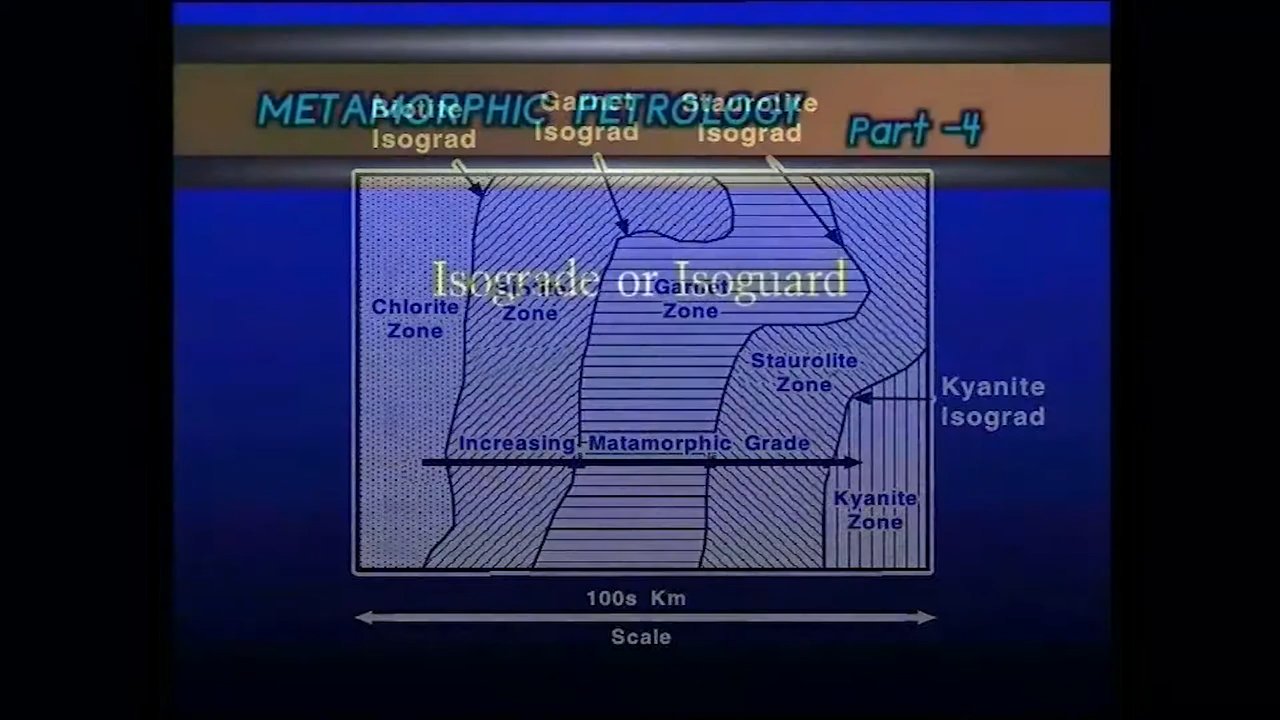 METAMORPHIC PETROLOGY
Part -4
Biotite
Isograd
Garnet
Isograd
Staurolite
Isograd
Isograde or Isoguard
Chlorite
Zone
Biotite
Zone
Garnet
Zone
Staurolite
Zone
Kyanite
Isograd
Increasing Matamorphic Grade
Kyanite
Zone
100s Km
Scale